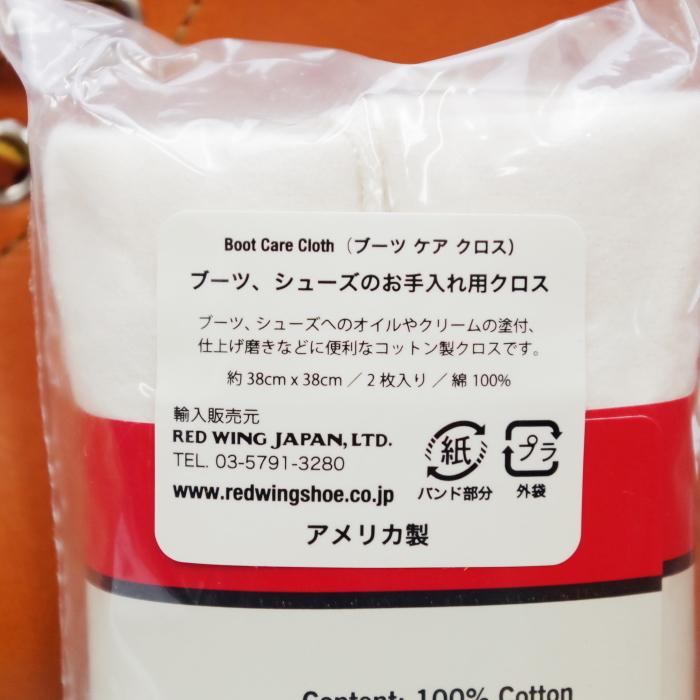 Boot Care Cloth（ブーツ ケア クロス）
ブーツ、シューズのお手入れ用クロス
ブーツ、シューズへのオイルやクリームの塗付、
仕上げ磨きなどに便利なコットン製クロスです。
約 38cm x 38cm ／ 2 枚入り ／ 綿 100%
輸入販売元
RED WING JAPAN, LTD.
TEL. 03-5791-3280
www.redwingshoe.co.jp
紙
バンド部分
プラ
外袋
アメリカ製
Content: 100% Cotton